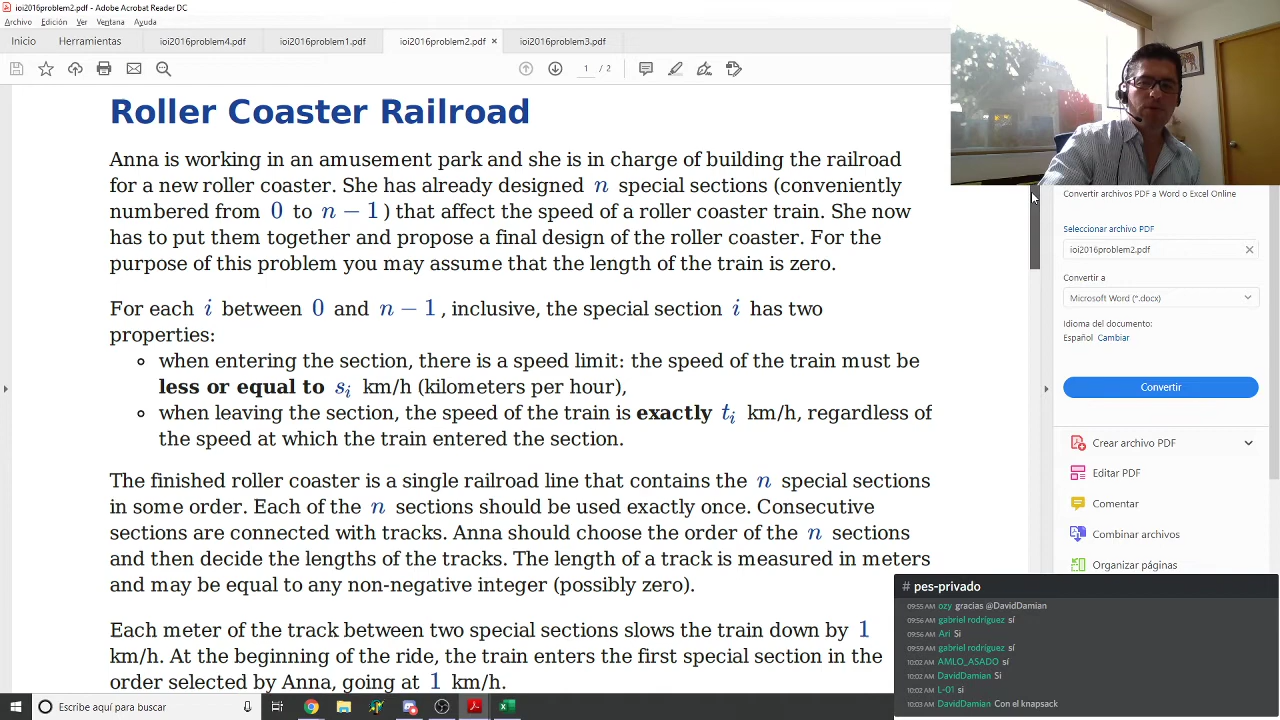 ioi2016problem2.pdf - Adobe Acrobat Reader DC
Archivo Edición Ver Ventana Ayuda
Inicio Herramientas ioi2016problem4.pdf ioi2016problem1.pdf ioi2016problem2.pdf × ioi2016problem3.pdf
1 / 2
Roller Coaster Railroad
Anna is working in an amusement park and she is in charge of building the railroad
for a new roller coaster. She has already designed n special sections (conveniently
numbered from 0 to n − 1 ) that affect the speed of a roller coaster train. She now
has to put them together and propose a final design of the roller coaster. For the
purpose of this problem you may assume that the length of the train is zero.
For each i between 0 and n − 1 , inclusive, the special section i has two
properties:
when entering the section, there is a speed limit: the speed of the train must be
less or equal to si km/h (kilometers per hour),
when leaving the section, the speed of the train is exactly ti km/h, regardless of
the speed at which the train entered the section.
The finished roller coaster is a single railroad line that contains the n special sections
in some order. Each of the n sections should be used exactly once. Consecutive
sections are connected with tracks. Anna should choose the order of the n sections
and then decide the lengths of the tracks. The length of a track is measured in meters
and may be equal to any non-negative integer (possibly zero).
Each meter of the track between two special sections slows the train down by 1
km/h. At the beginning of the ride, the train enters the first special section in the
order selected by Anna, going at 1 km/h.
Convertir archivos PDF a Word o Excel Online
Seleccionar archivo PDF
ioi2016problem2.pdf
Convertir a
Microsoft Word (*.docx)
Idioma del documento:
Español Cambiar
Convertir
Crear archivo PDF
Editar PDF
Comentar
Combinar archivos
Organizar páginas
# pes-privado
09:55 AM ozy gracias @DavidDamian
09:56 AM gabriel rodríguez sí
09:56 AM Ari Si
09:59 AM gabriel rodríguez sí
10:02 AM AMLO_ASADO sí
10:02 AM DavidDamian Si
10:02 AM L-01 si
10:03 AM DavidDamian Con el knapsack
Escribe aquí para buscar